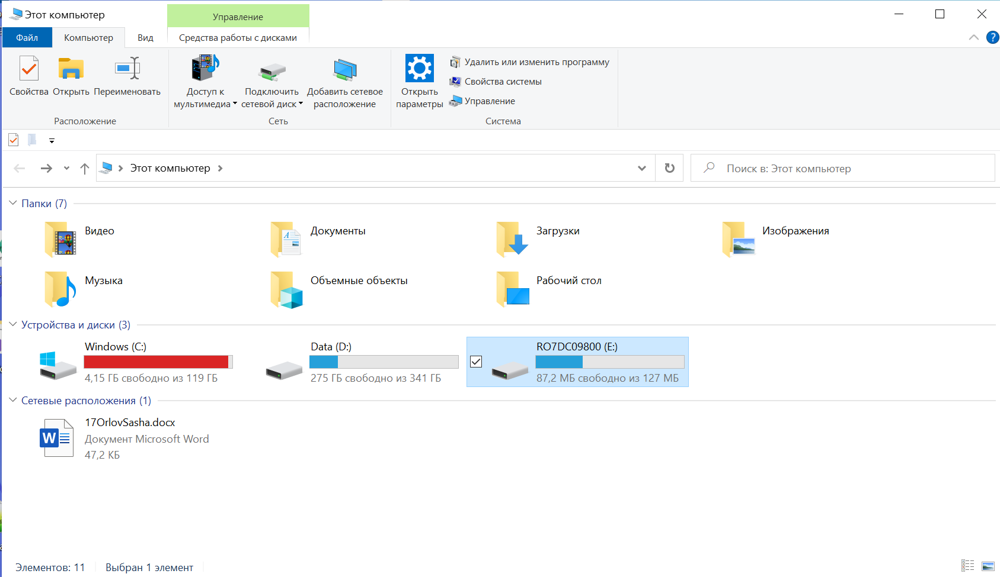 Этот компьютер
Управление
Файл
Компьютер
Вид
Средства работы с дисками
?
Свойства
Открыть
Переименовать
Расположение
Доступ к
мультимедиа
Подключить
сетевой диск
Добавить сетевое
расположение
Сеть
Открыть
параметры
Удалить или изменить программу
Свойства системы
Управление
Система
Этот компьютер
Поиск в: Этот компьютер
Папки (7)
Видео
Документы
Загрузки
Изображения
Музыка
Объемные объекты
Рабочий стол
Устройства и диски (3)
Windows (C:)
4,15 ГБ свободно из 119 ГБ
Data (D:)
275 ГБ свободно из 341 ГБ
RO7DC09800 (E:)
87,2 МБ свободно из 127 МБ
Сетевые расположения (1)
W
17OrlovSasha.docx
Документ Microsoft Word
47,2 КБ
Элементов: 11
Выбран 1 элемент